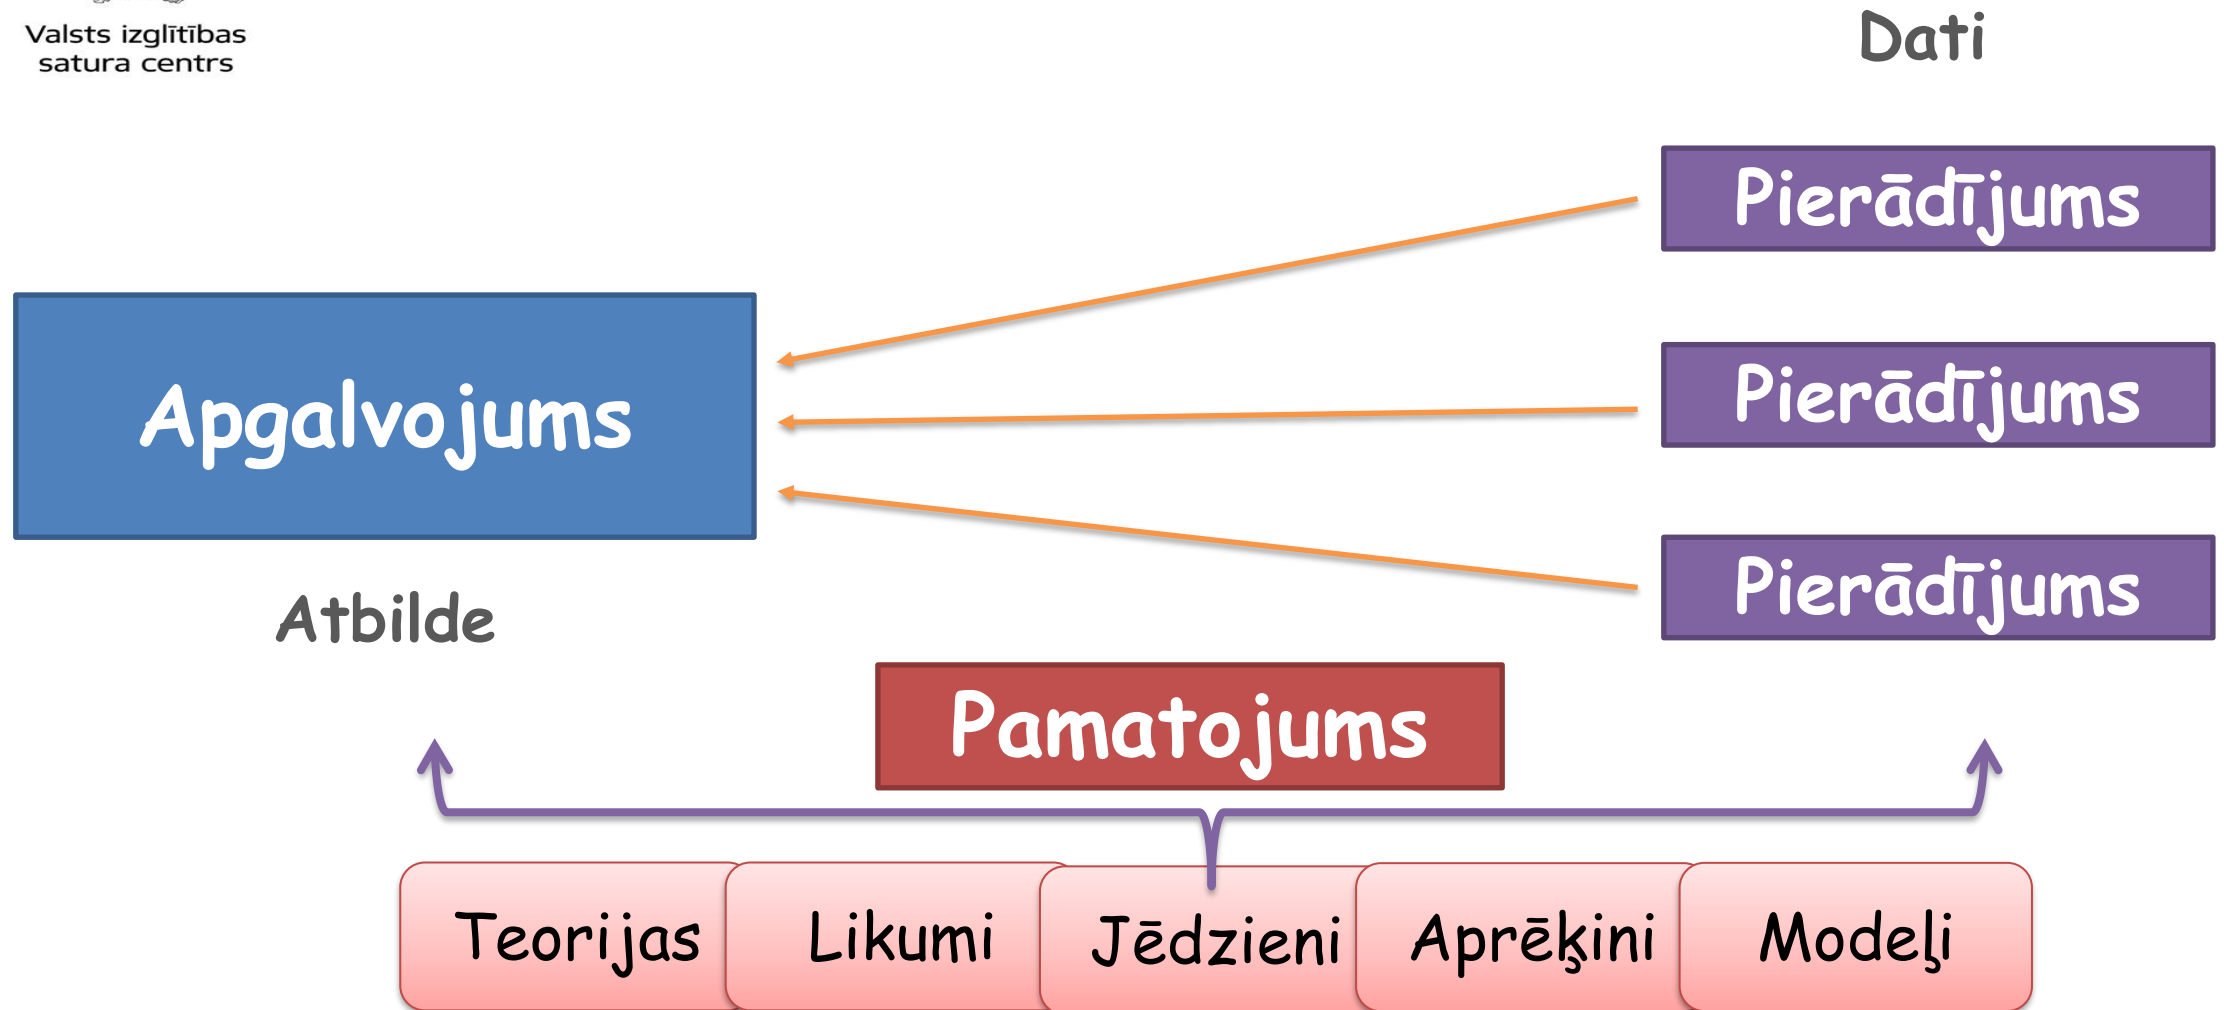 Valsts izglītības
satura centrs
Dati
Pierādījums
Pierādījums
Pierādījums
Apgalvojums
Atbilde
Pamatojums
Teorijas
Likumi
Jēdzieni
Aprēķini
Modeļi